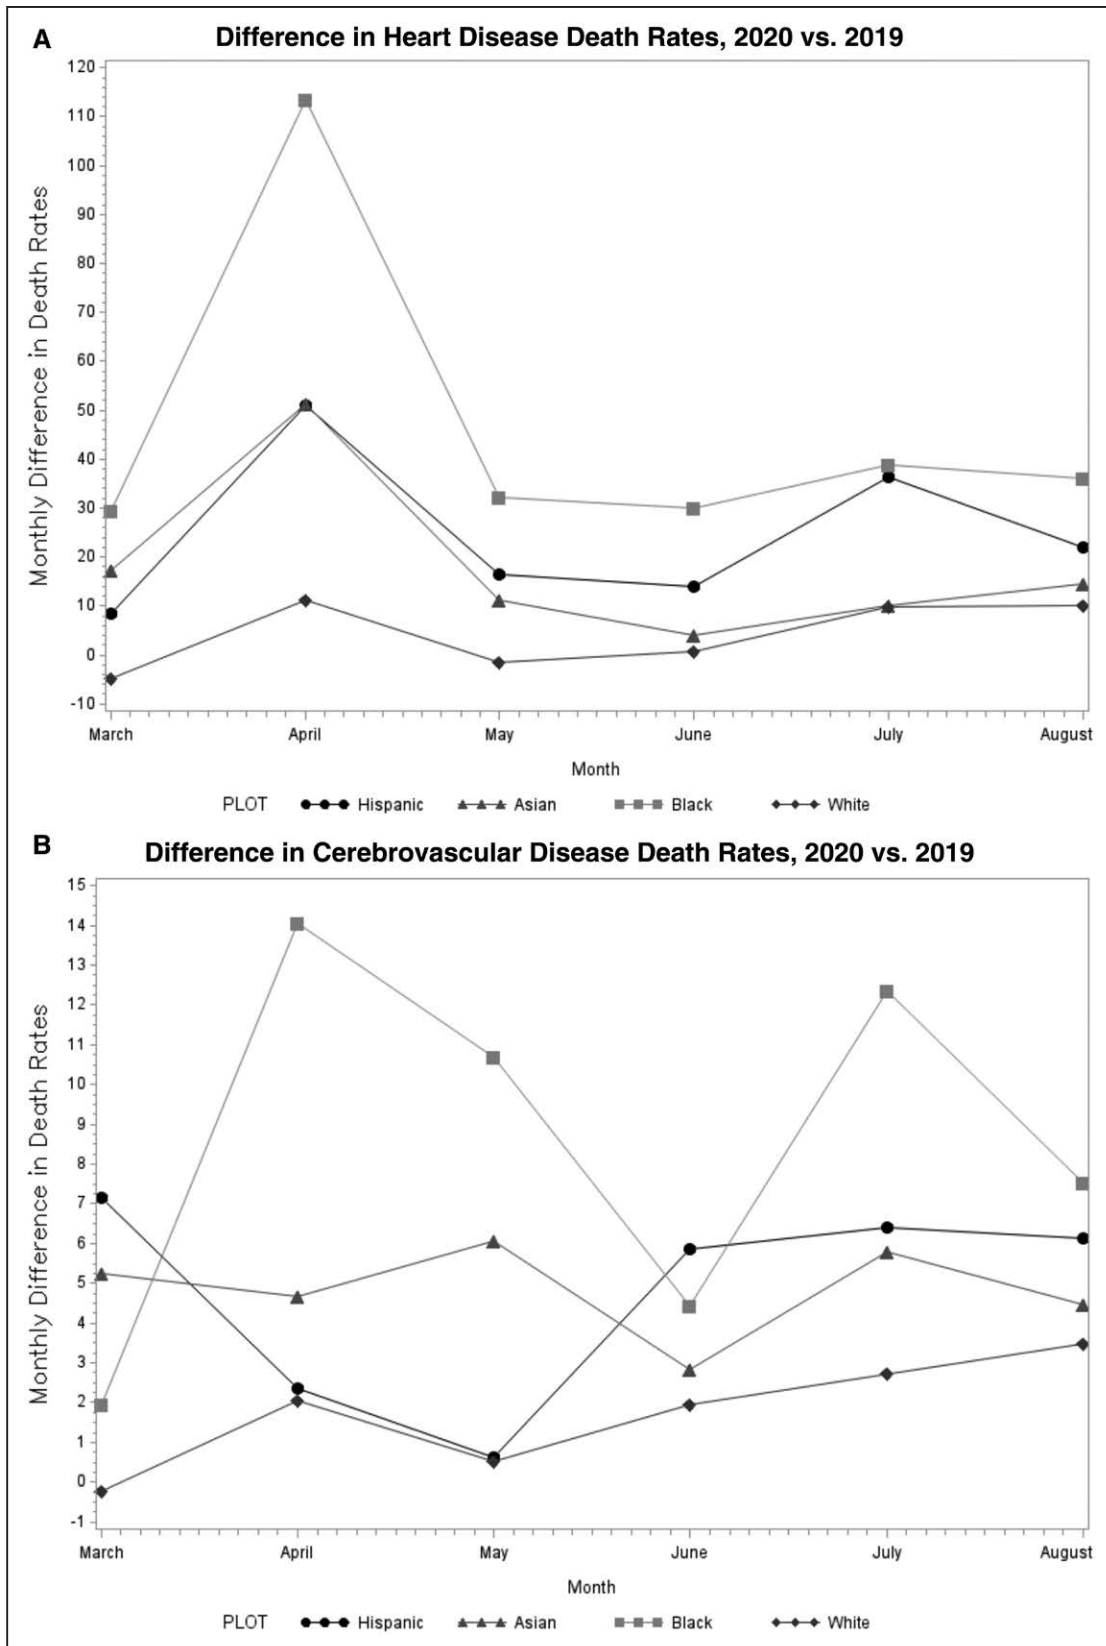 A
Difference in Heart Disease Death Rates, 2020 vs. 2019
120
110
100
90
80
70
60
50
40
30
20
10
0
-10
Monthly Difference in Death Rates
March April May June July August
Month
PLOT Hispanic Asian Black White
B
Difference in Cerebrovascular Disease Death Rates, 2020 vs. 2019
15
14
13
12
11
10
9
8
7
6
5
4
3
2
1
0
-1
Monthly Difference in Death Rates
March April May June July August
Month
PLOT Hispanic Asian Black White